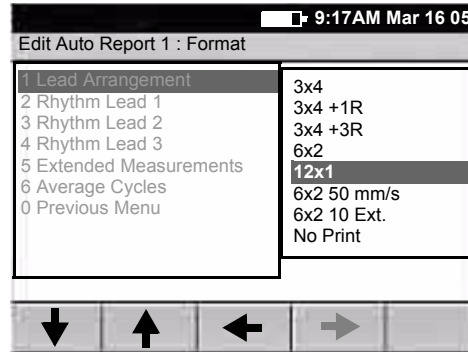 9:17AM Mar 16 05
Edit Auto Report 1 : Format
1 Lead Arrangement
2 Rhythm Lead 1
3 Rhythm Lead 2
4 Rhythm Lead 3
5 Extended Measurements
6 Average Cycles
0 Previous Menu
3x4
3x4 +1R
3x4 +3R
6x2
12x1
6x2 50 mm/s
6x2 10 Ext.
No Print